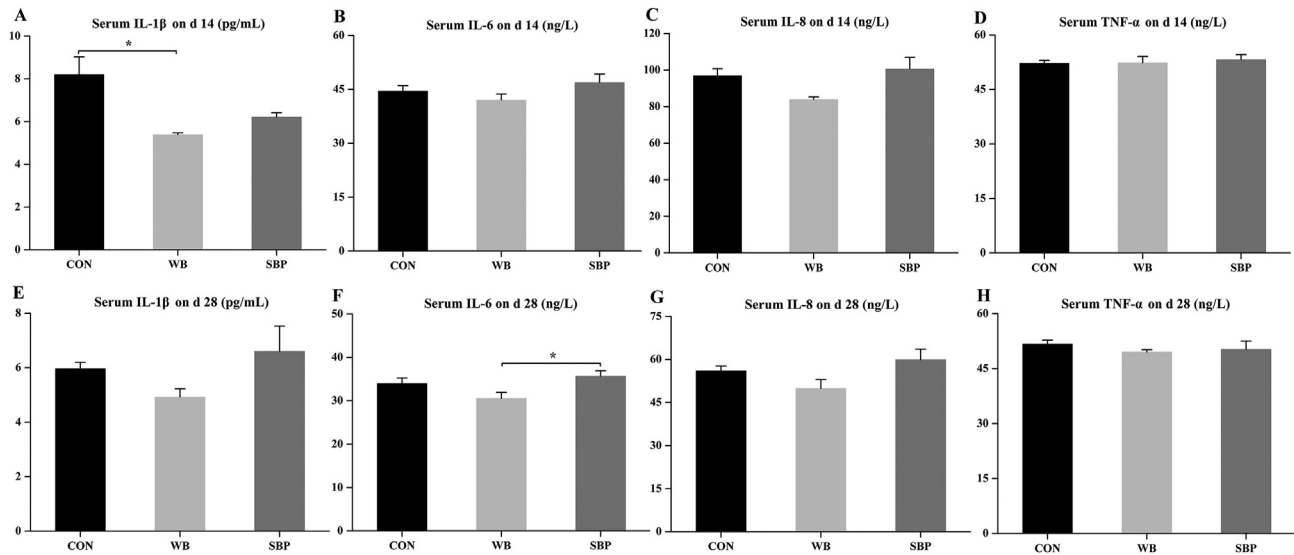 A
Serum IL-1β on d 14 (pg/mL)
8
6
4
2
0
*
CON WB SBP
B
Serum IL-6 on d 14 (ng/L)
60
45
30
15
0
CON WB SBP
C
Serum IL-8 on d 14 (ng/L)
120
100
80
60
40
20
0
CON WB SBP
D
Serum TNF-α on d 14 (ng/L)
60
45
30
15
0
CON WB SBP
E
Serum IL-1β on d 28 (pg/mL)
8
6
4
2
0
CON WB SBP
F
Serum IL-6 on d 28 (ng/L)
50
40
30
20
10
0
*
CON WB SBP
G
Serum IL-8 on d 28 (ng/L)
75
60
45
30
15
0
CON WB SBP
H
Serum TNF-α on d 28 (ng/L)
60
45
30
15
0
CON WB SBP